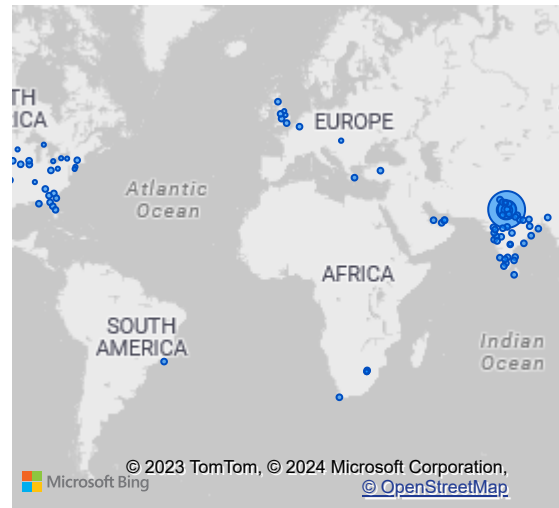 TH
ICA
EUROPE
Atlantic
Ocean
AFRICA
SOUTH
AMERICA
Indian
Ocean
© 2023 TomTom, © 2024 Microsoft Corporation,
Microsoft Bing
© OpenStreetMap